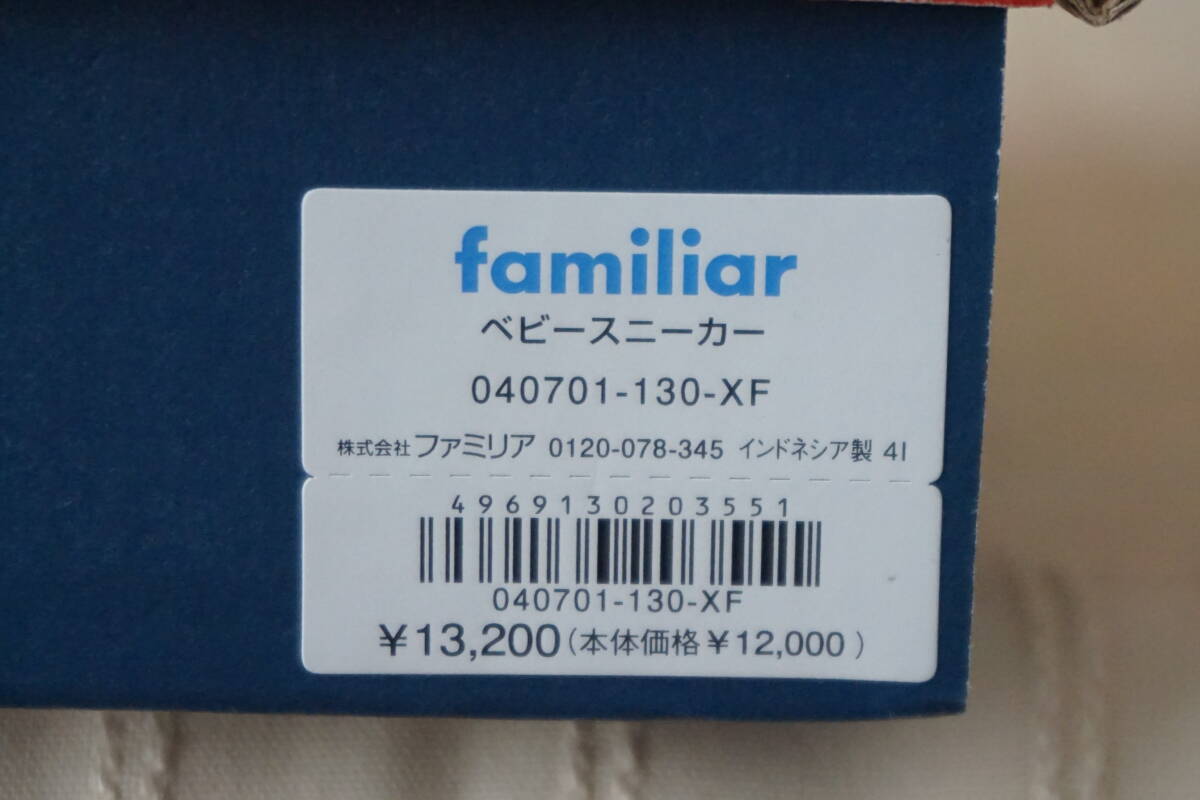 familiar
ベビースニーカー
040701-130-XF
株式会社ファミリア 0120-078-345 インドネシア製 4I
4969130203551
040701-130-XF
¥13,200(本体価格¥12,000)